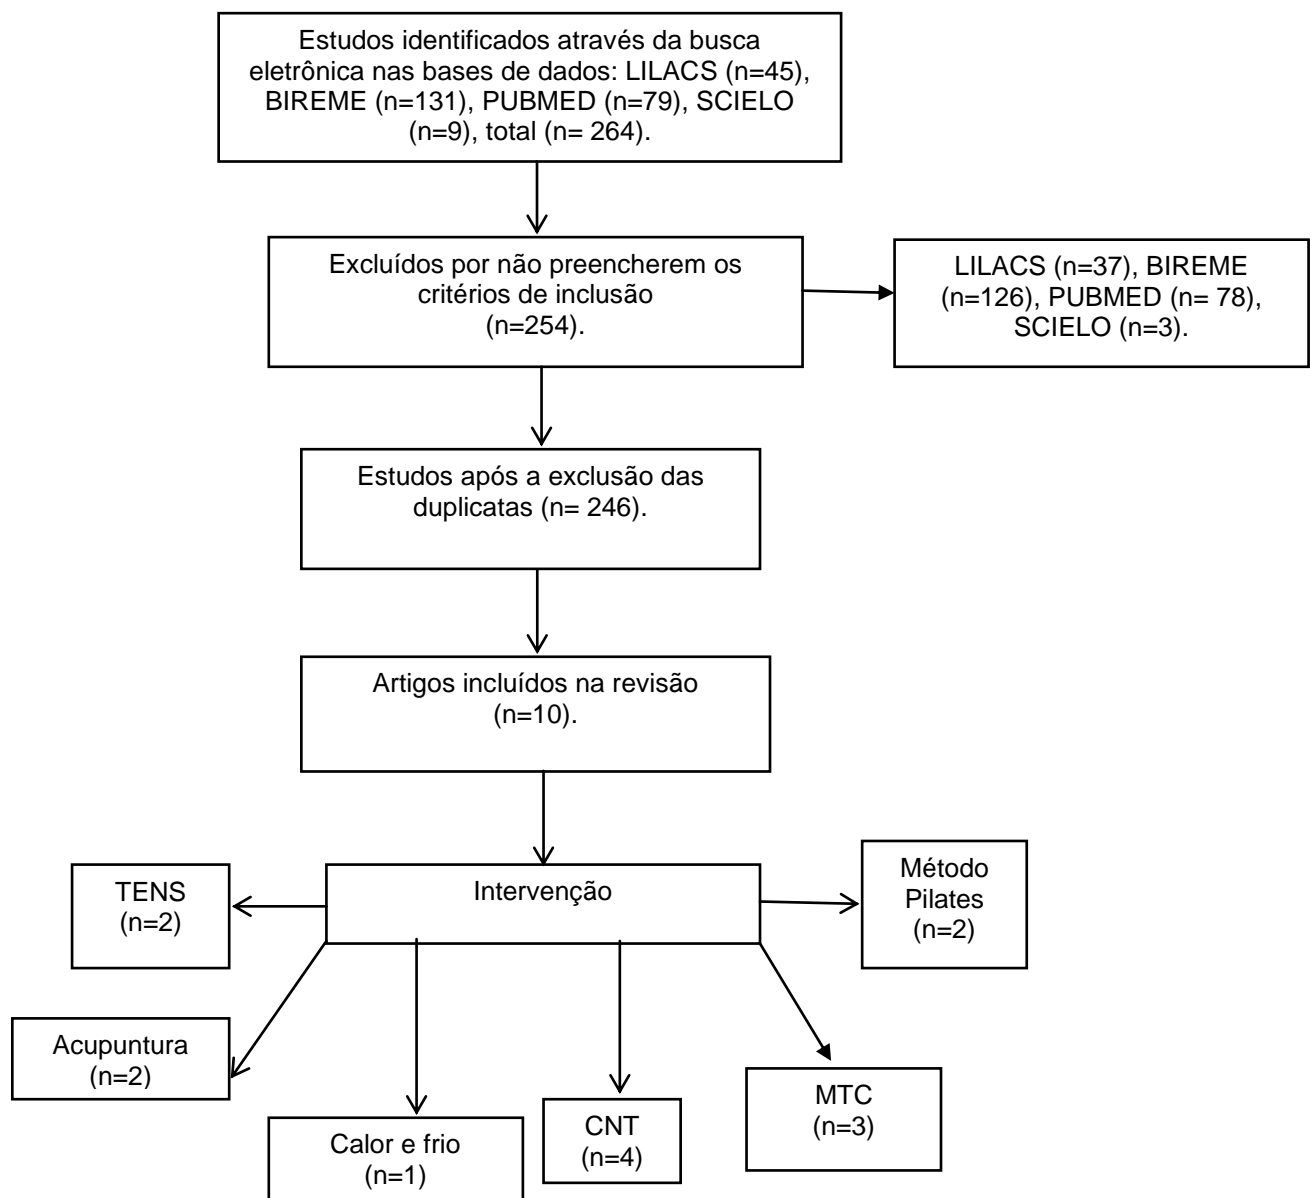 Estudos identificados através da busca
eletrônica nas bases de dados: LILACS (n=45),
BIREME (n=131), PUBMED (n=79), SCIELO
(n=9), total (n= 264).
Excluídos por não preencherem os
critérios de inclusão
(n=254).
LILACS (n=37), BIREME
(n=126), PUBMED (n= 78),
SCIELO (n=3).
Estudos após a exclusão das
duplicatas (n= 246).
Artigos incluídos na revisão
(n=10).
Intervenção
TENS
(n=2)
Método
Pilates
(n=2)
Acupuntura
(n=2)
Calor e frio
(n=1)
CNT
(n=4)
MTC
(n=3)